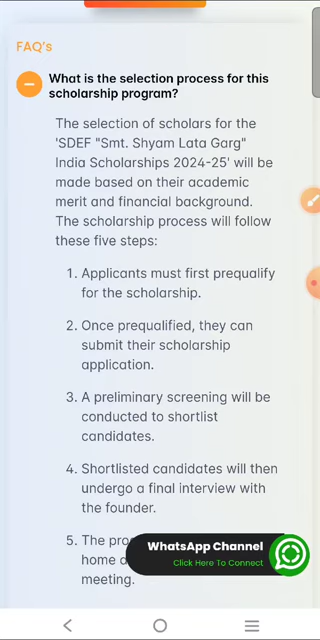 FAQ's
What is the selection process for this
scholarship program?
The selection of scholars for the
'SDEF "Smt. Shyam Lata Garg"
India Scholarships 2024-25' will be
made based on their academic
merit and financial background.
The scholarship process will follow
these five steps:
1. Applicants must first prequalify
for the scholarship.
2. Once prequalified, they can
submit their scholarship
application.
3. A preliminary screening will be
conducted to shortlist
candidates.
4. Shortlisted candidates will then
undergo a final interview with
the founder.
5. The
home
meeting.
WhatsApp Channel
Click Here To Connect